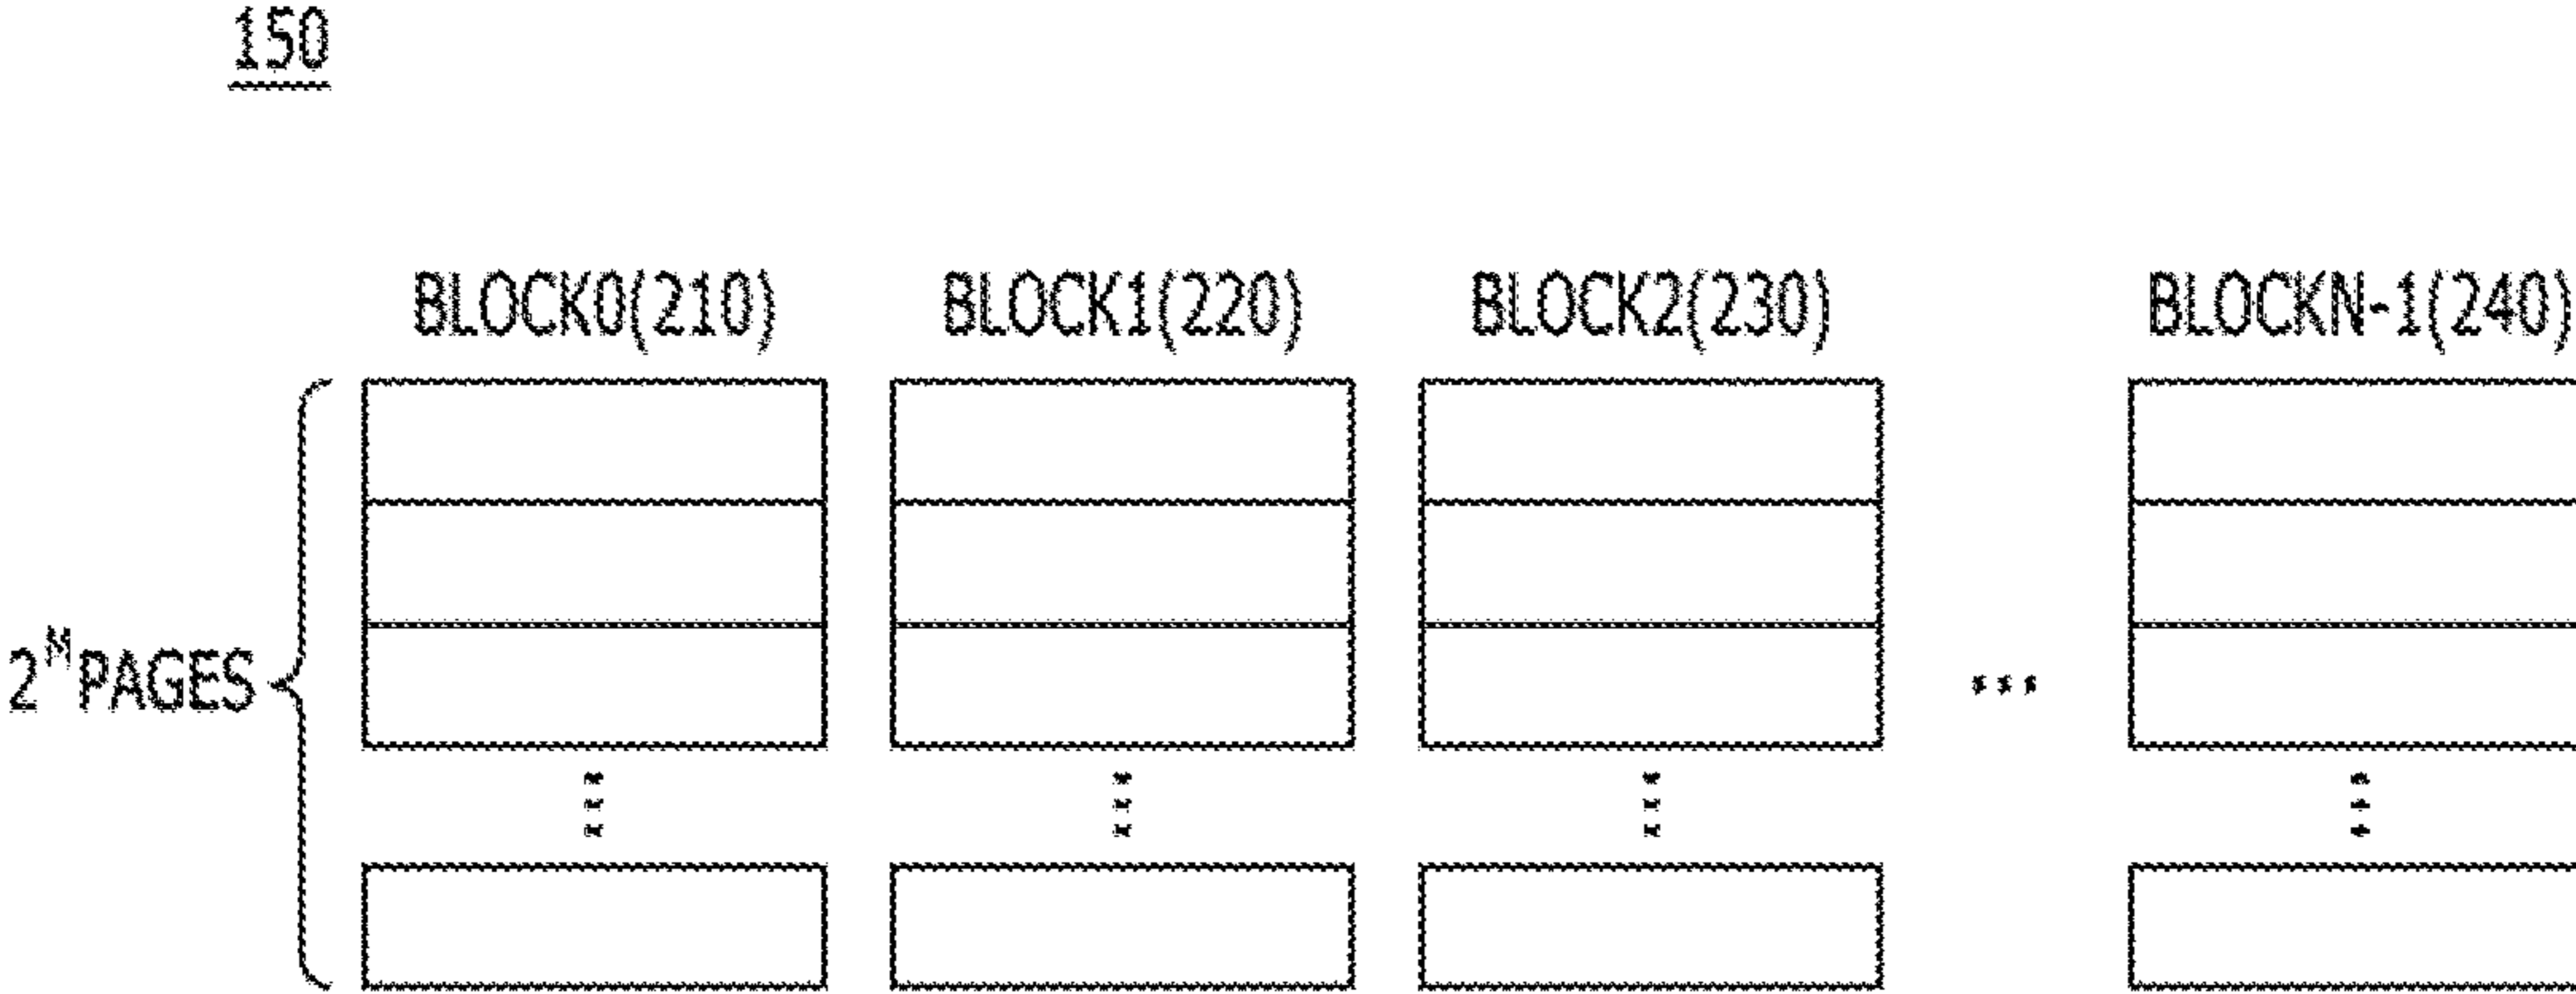 150
BLOCK0(210) BLOCK1(220) BLOCK2(230) BLOCKN-1(240)
2^M PAGES
...